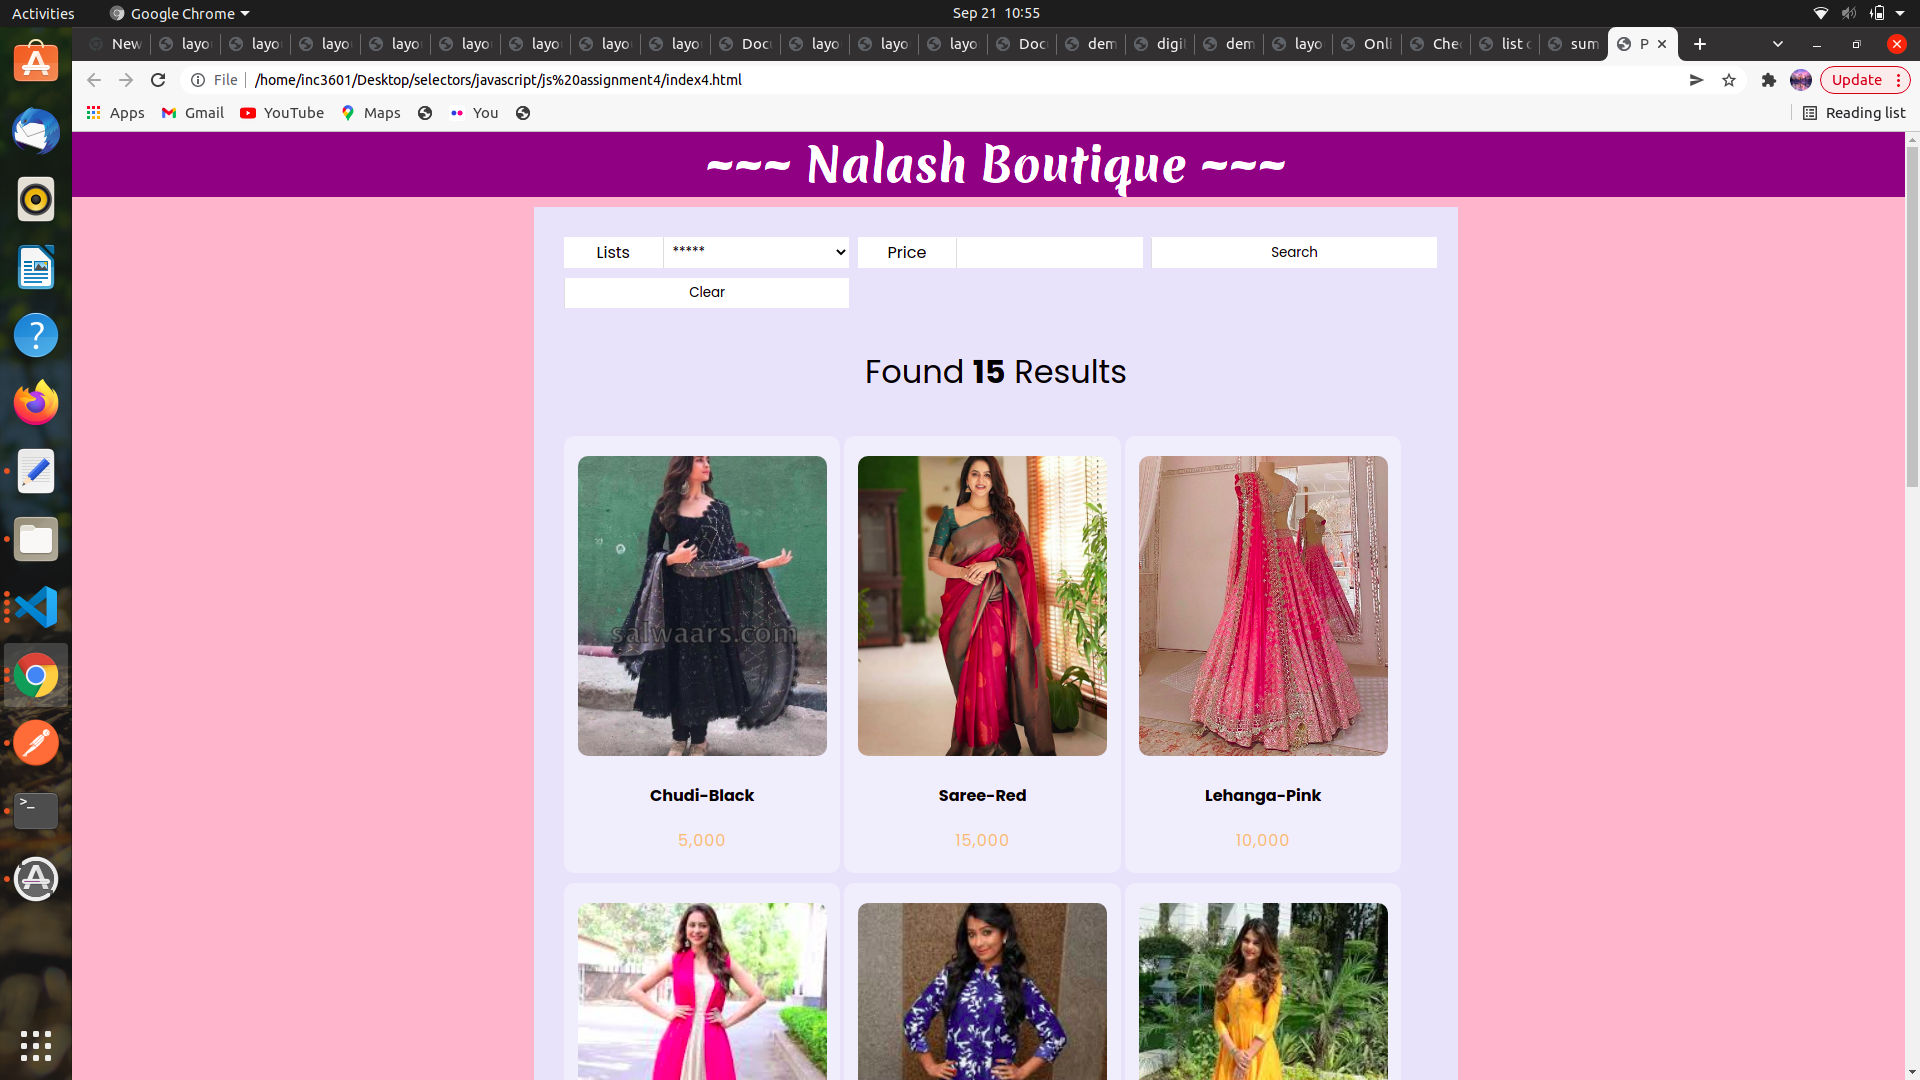 Activities
Google Chrome
Sep 21 10:55
New
layo
layo
layo
layo
layo
layo
layo
layo
Doc
layo
layo
layo
Doc
dem
digi
dem
layo
Onli
Che
list
sum
P
File
/home/inc3601/Desktop/selectors/javascript/js%20assignment4/index4.html
Update
Apps
Gmail
YouTube
Maps
You
Reading list
~~~ Nalash Boutique ~~~
Lists
*****
Price
Search
Clear
Found 15 Results
salwaars.com
Chudi-Black
Saree-Red
Lehanga-Pink
5,000
15,000
10,000